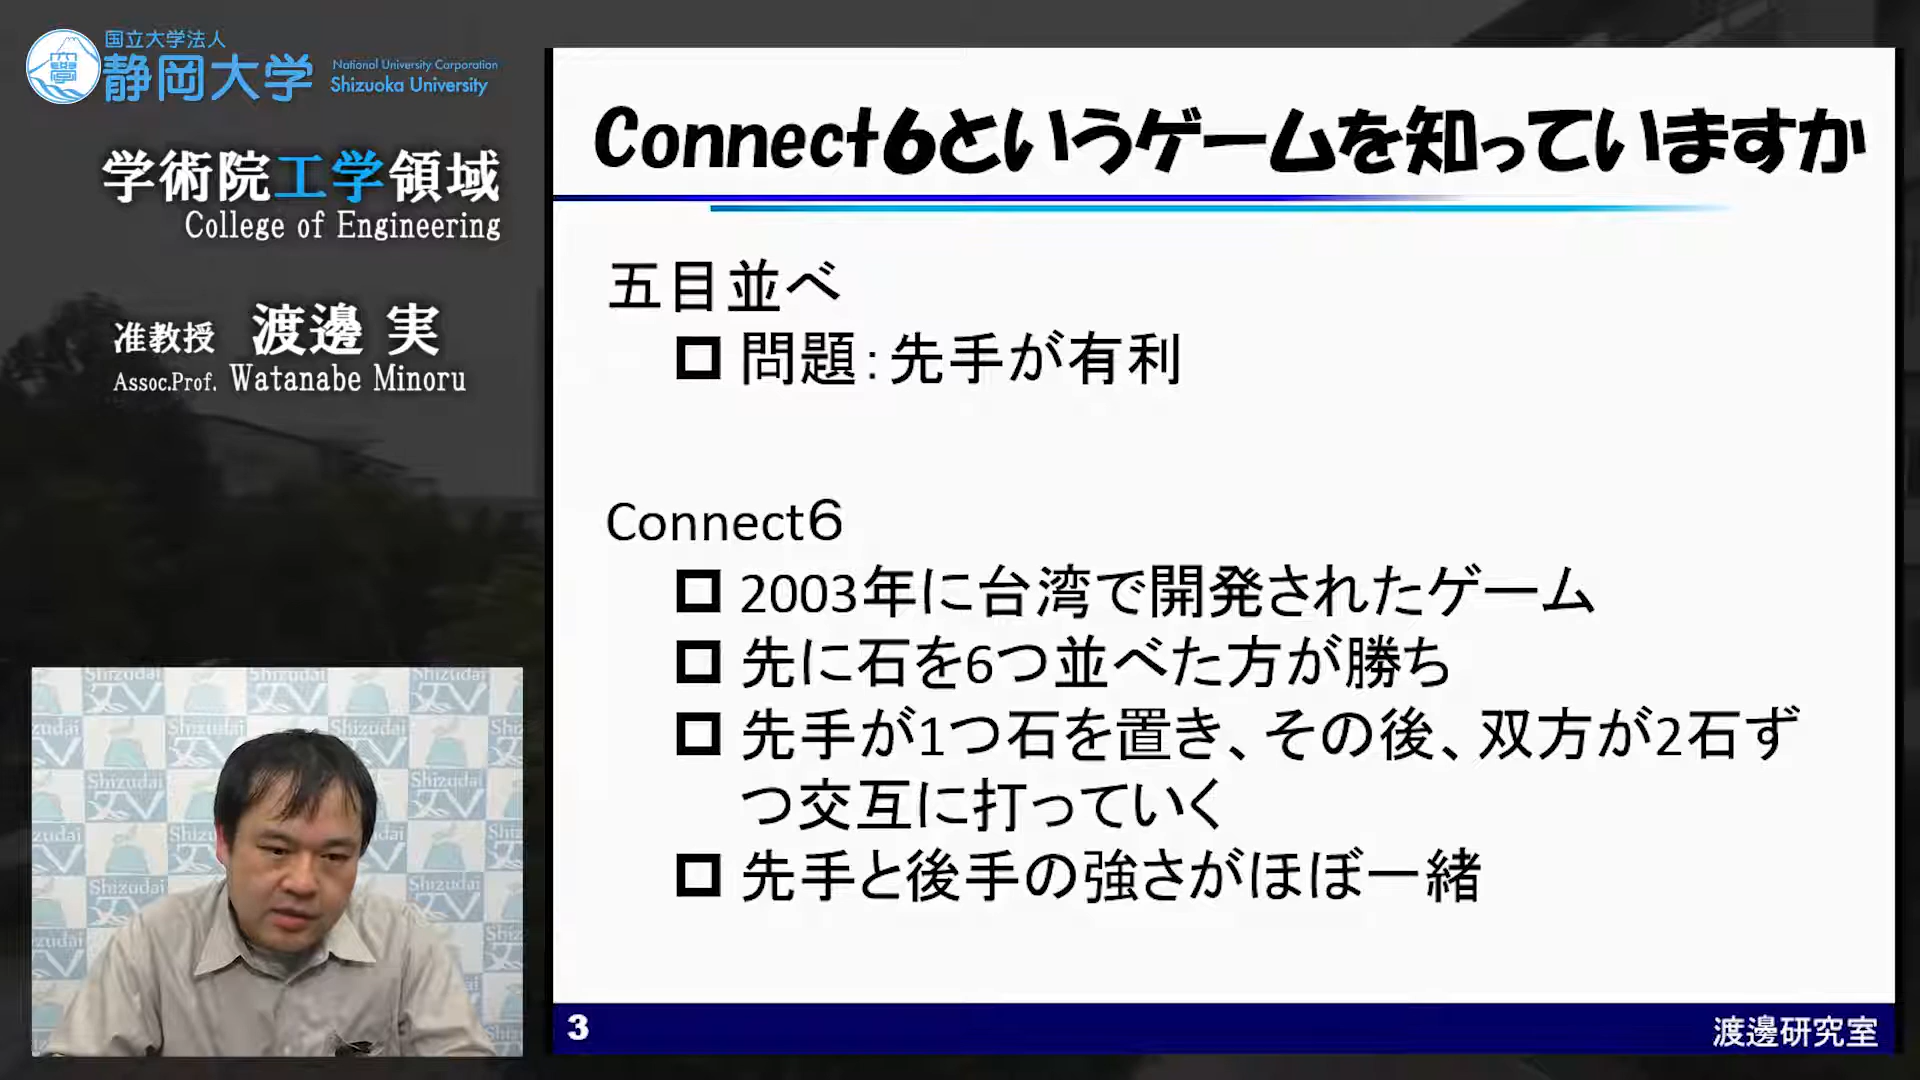 国立大学法人
静岡大学
National University Corporation
Shizuoka University
学術院工学領域
College of Engineering
准教授 渡邊 実
Assoc.Prof. Watanabe Minoru
Connect6というゲームを知っていますか
五目並べ
問題：先手が有利
Connect6
2003年に台湾で開発されたゲーム
先に石を6つ並べた方が勝ち
先手が1つ石を置き、その後、双方が2石ず
つ交互に打っていく
先手と後手の強さがほぼ一緒
3
渡邊研究室
Shizudai
TV